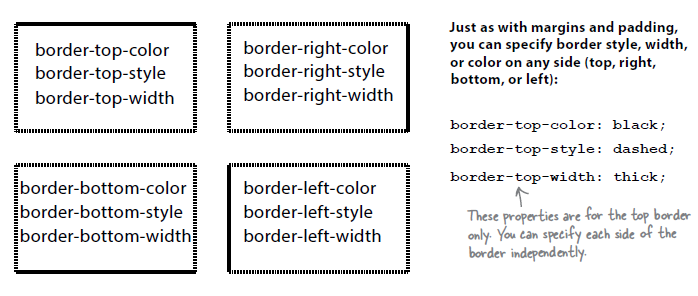 border-top-color
border-top-style
border-top-width
border-right-color
border-right-style
border-right-width
border-bottom-color
border-bottom-style
border-bottom-width
border-left-color
border-left-style
border-left-width
Just as with margins and padding,
you can specify border style, width,
or color on any side (top, right,
bottom, or left):
border-top-color: black;
border-top-style: dashed;
border-top-width: thick;
These properties are for the top border
only. You can specify each side of the
border independently.